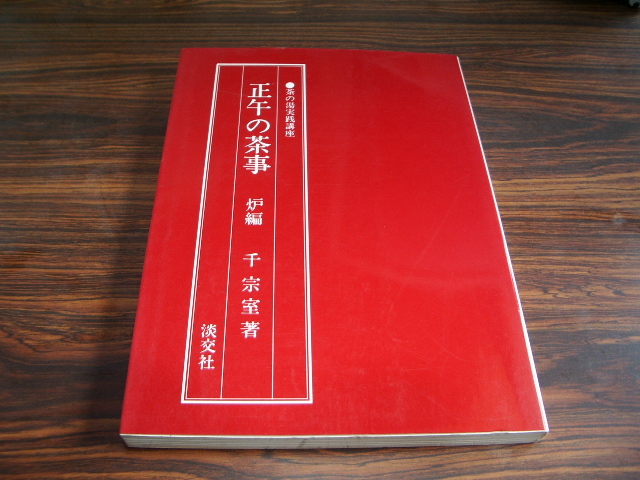 ●茶の湯実践講座
正午の茶事 炉編 千宗室著
淡交社